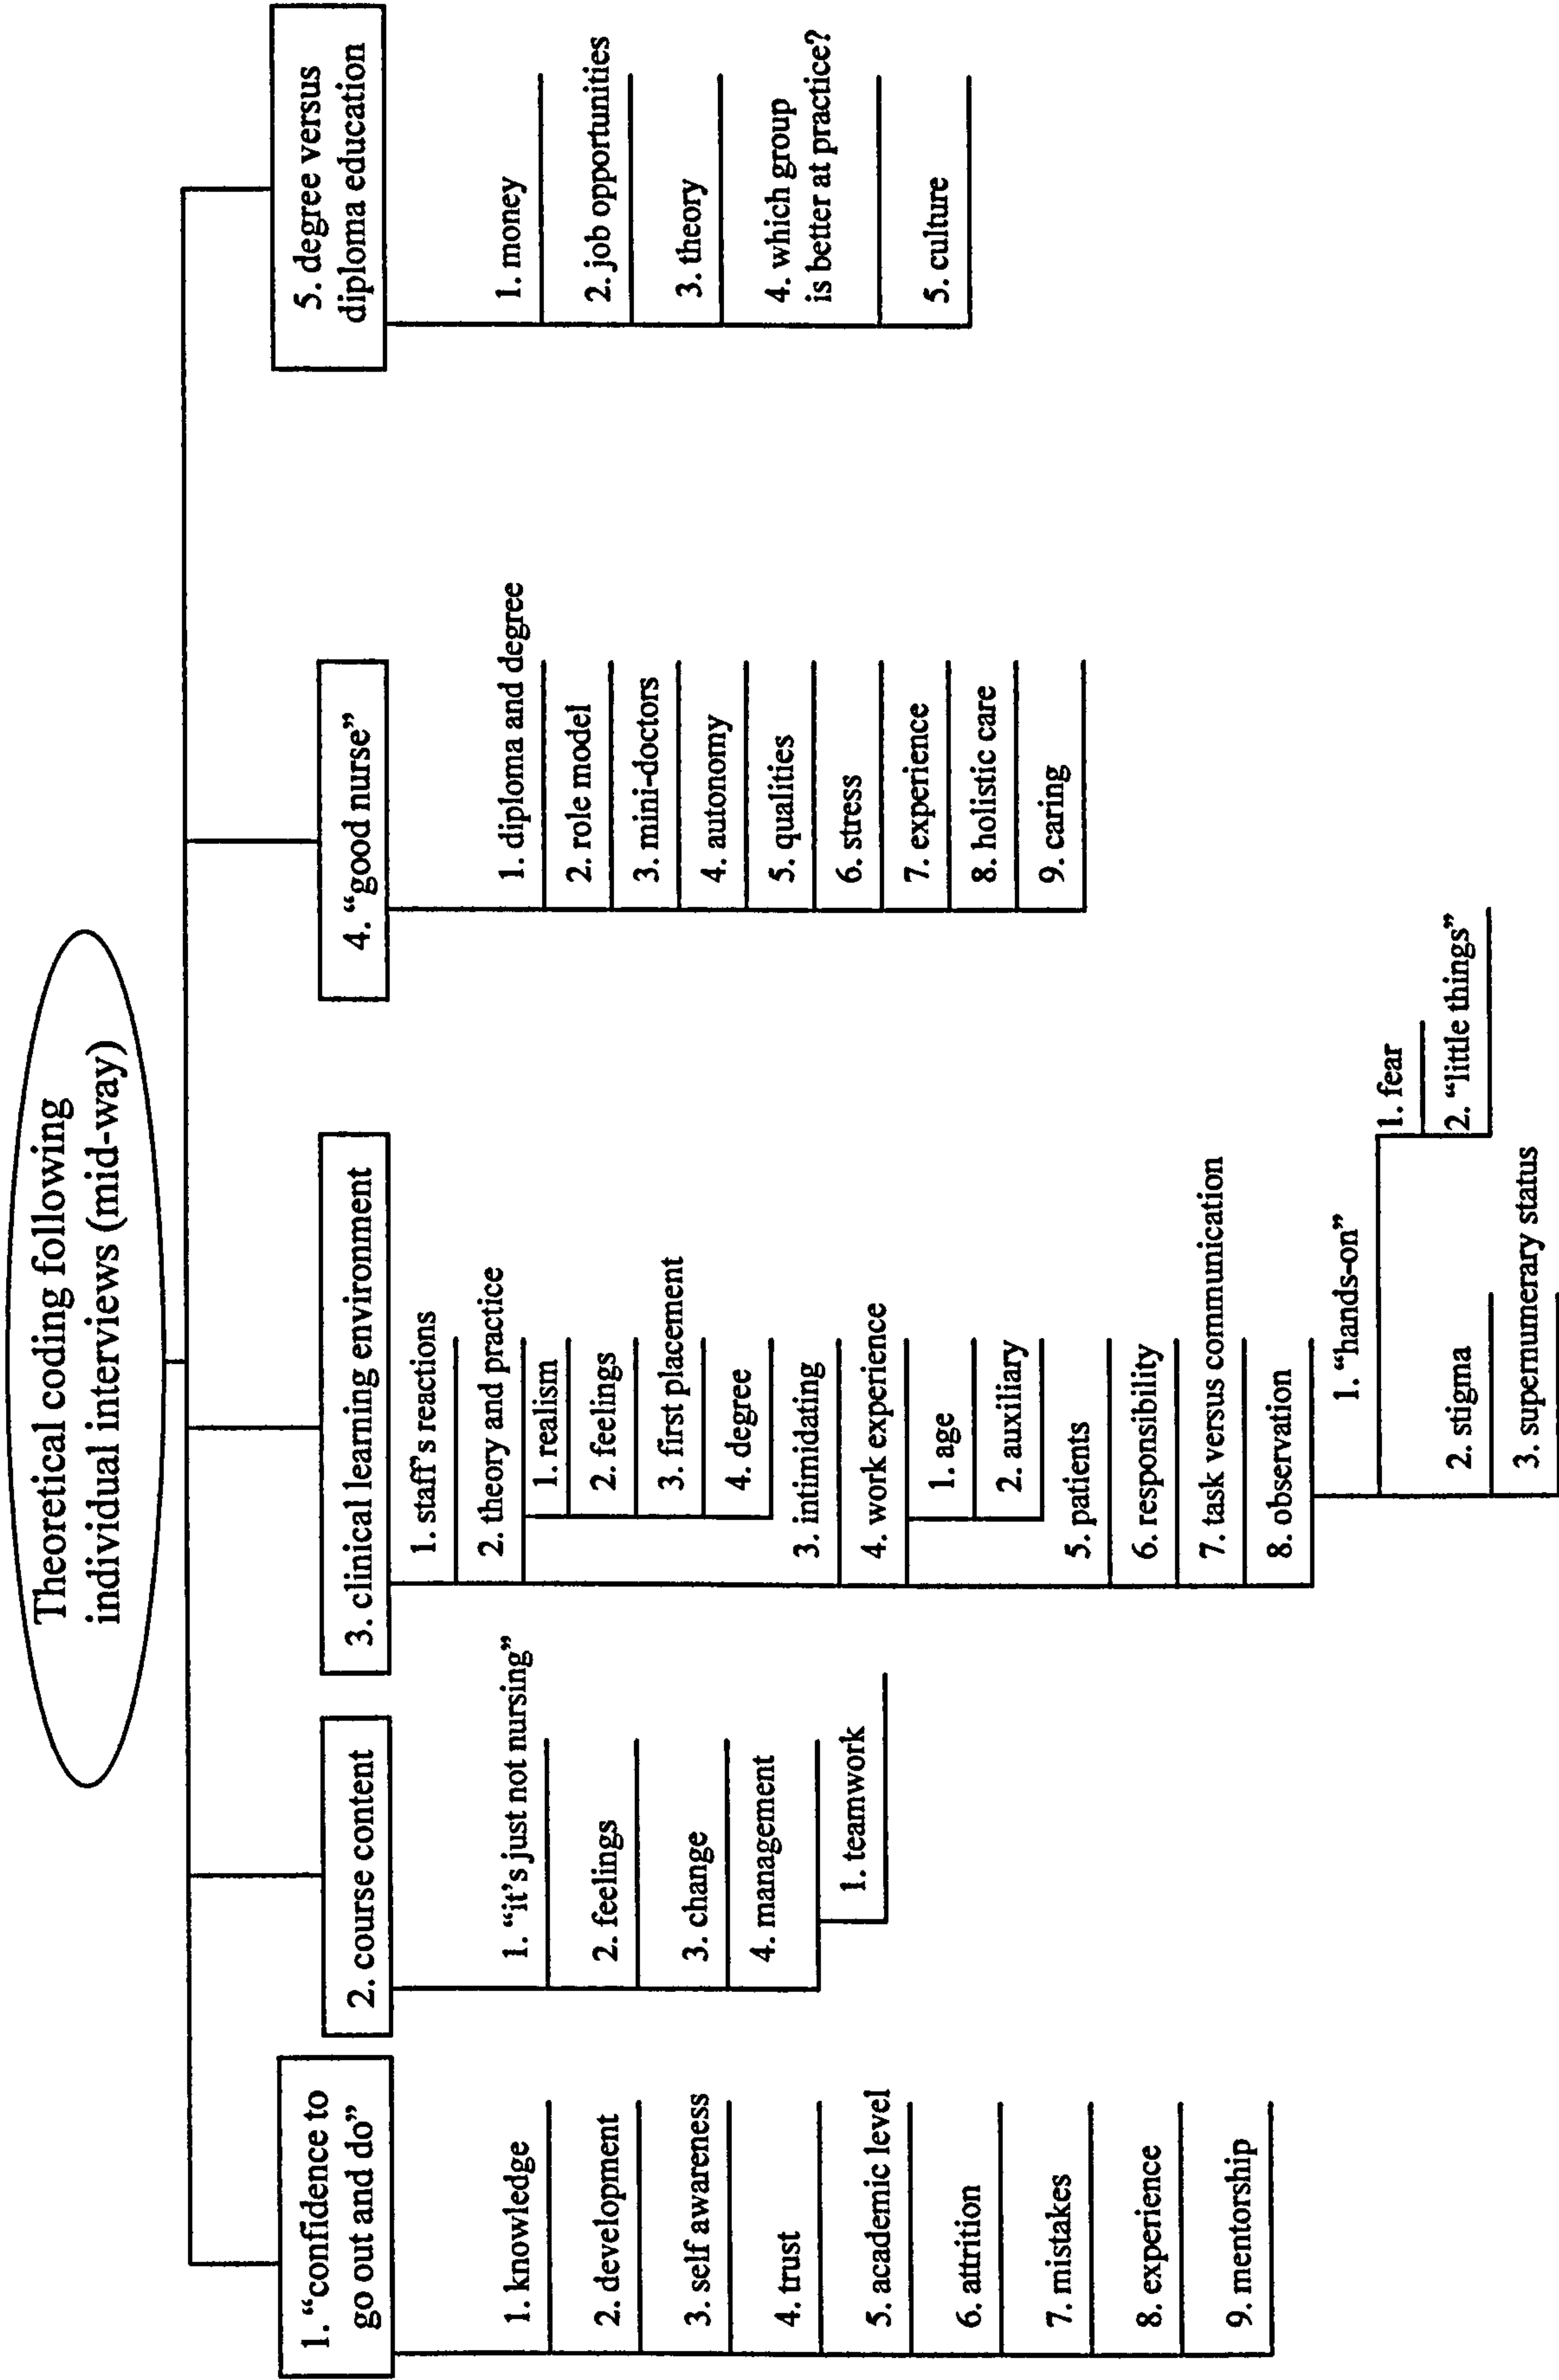 Theoretical coding following
individual interviews (mid-way)
1. “confidence to
go out and do”
1. knowledge
2. development
3. self awareness
4. trust
5. academic level
6. attrition
7. mistakes
8. experience
9. mentorship
2. course content
1. “it’s just not nursing”
2. feelings
3. change
4. management
1. teamwork
3. clinical learning environment
1. staff’s reactions
2. theory and practice
1. realism
2. feelings
3. first placement
4. degree
3. intimidating
4. work experience
1. age
2. auxiliary
5. patients
6. responsibility
7. task versus communication
8. observation
1. “hands-on”
1. fear
2. “little things”
2. stigma
3. supernumerary status
4. “good nurse”
1. diploma and degree
2. role model
3. mini-doctors
4. autonomy
5. qualities
6. stress
7. experience
8. holistic care
9. caring
5. degree versus
diploma education
1. money
2. job opportunities
3. theory
4. which group
is better at practice?
5. culture